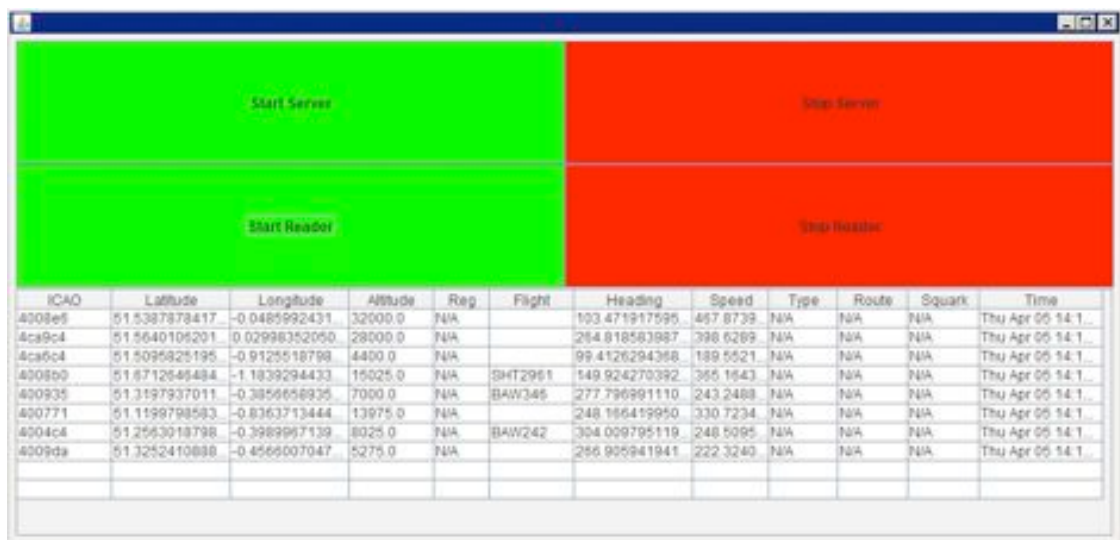 Start Server Stop Server
Start Reader Stop Reader
ICAO Latitude Longitude Altitude Reg Flight Heading Speed Type Route Squark Time
4008e6 51.5387878417... -0.0485992431... 32000.0 N/A 103.471917595... 467.8739... N/A N/A N/A Thu Apr 05 14:1...
4ca9c4 51.5640106201... 0.02998352050... 28000.0 N/A 264.818583987... 398.6289... N/A N/A N/A Thu Apr 05 14:1...
4ca6c4 51.5095825195... -0.9125518798... 4400.0 N/A 99.4126294368... 189.5521... N/A N/A N/A Thu Apr 05 14:1...
4008b0 51.6712646484... -1.1839294433... 15025.0 N/A SHT2961 149.924270392... 365.1643... N/A N/A N/A Thu Apr 05 14:1...
400935 51.3197937011... -0.3856658935... 7000.0 N/A BAW346 277.796991110... 243.2488... N/A N/A N/A Thu Apr 05 14:1...
400771 51.1199798583... -0.8363713444... 13975.0 N/A 248.166419950... 330.7234... N/A N/A N/A Thu Apr 05 14:1...
4004c4 51.2563018798... -0.3989967139... 8025.0 N/A BAW242 304.009795119... 248.5095... N/A N/A N/A Thu Apr 05 14:1...
4009da 51.3252410888... -0.4566007047... 5275.0 N/A 266.905941941... 222.3240... N/A N/A N/A Thu Apr 05 14:1...